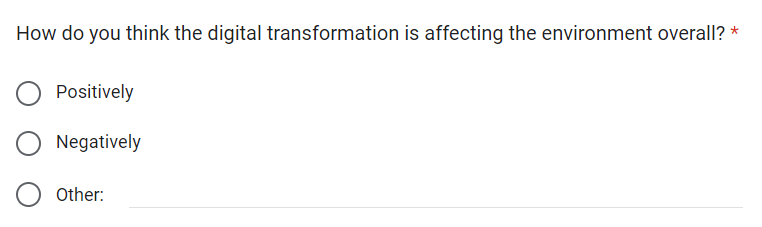 How do you think the digital transformation is affecting the environment overall? *
Positively
Negatively
Other: